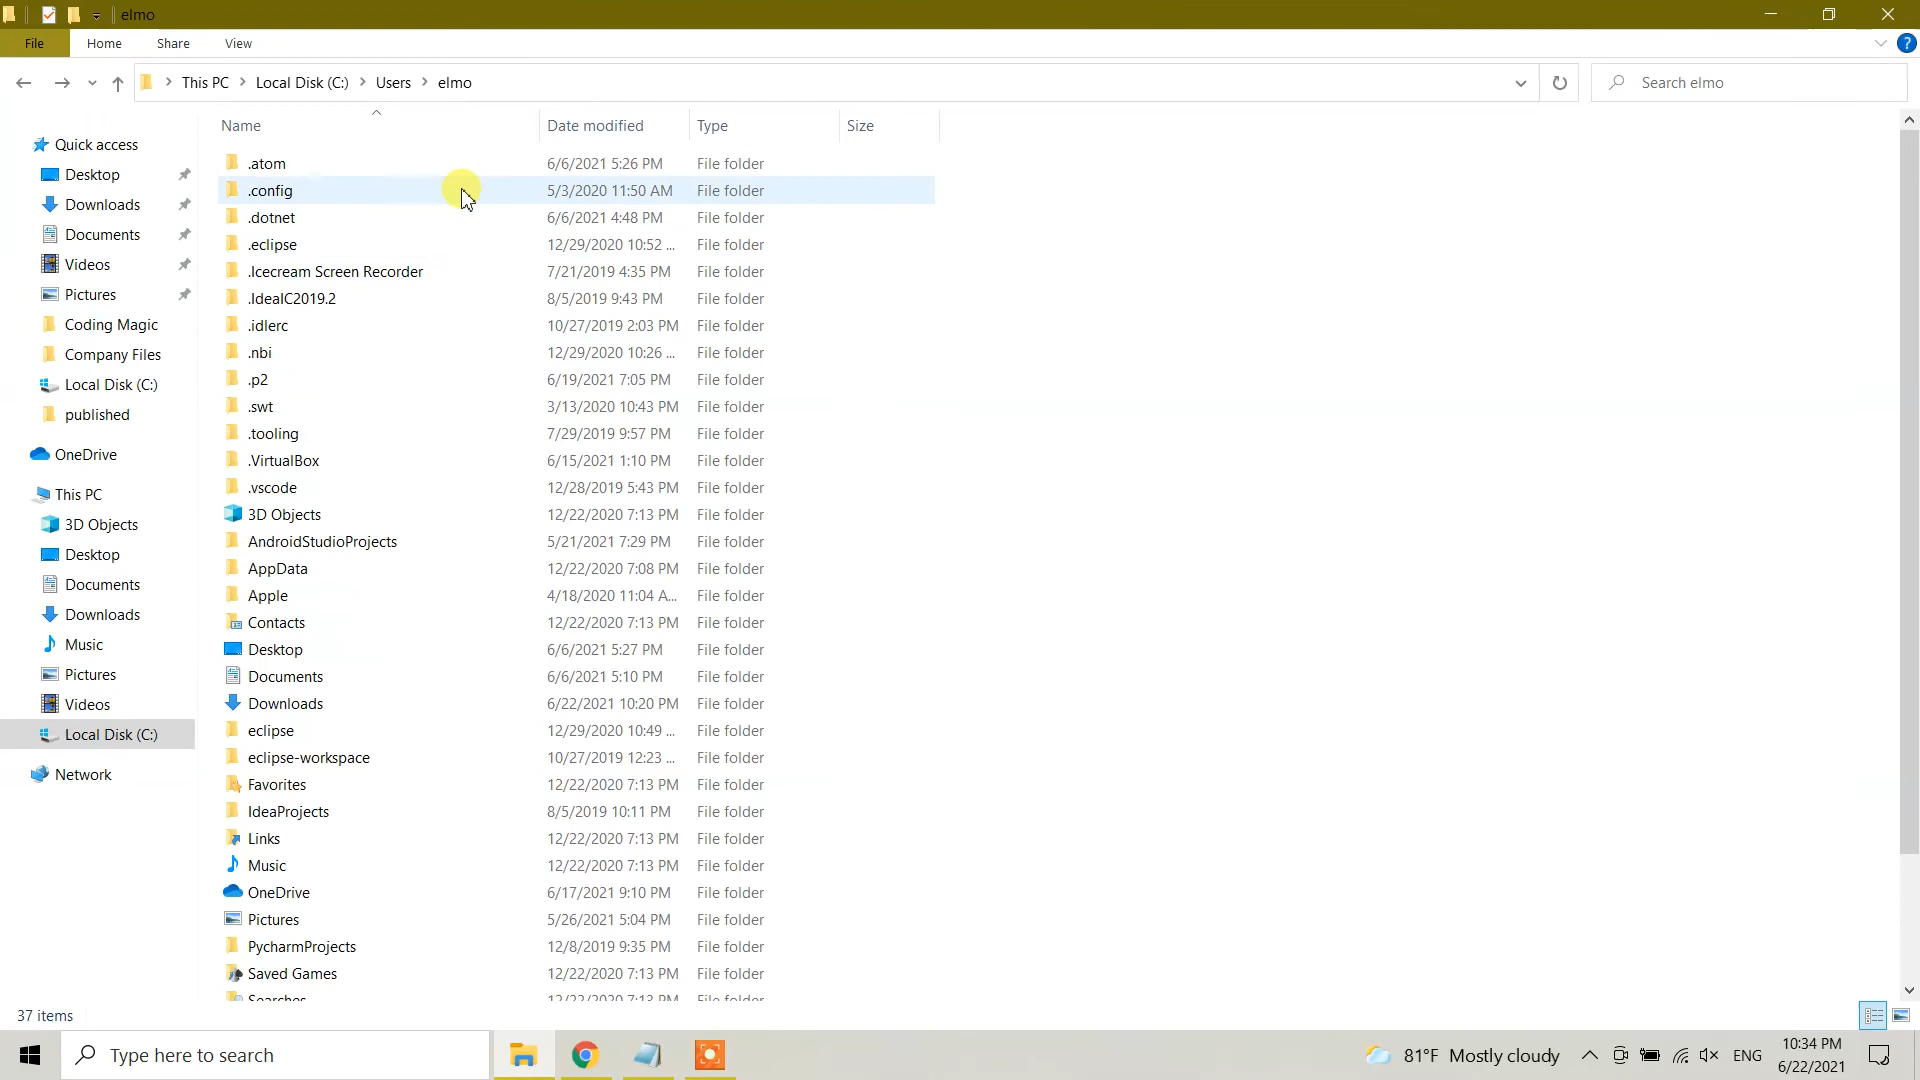 elmo
File Home Share View
This PC Local Disk (C:) Users elmo
Search elmo
Name Date modified Type Size
Quick access
Desktop
Downloads
Documents
Videos
Pictures
Coding Magic
Company Files
Local Disk (C:)
published
OneDrive
This PC
3D Objects
Desktop
Documents
Downloads
Music
Pictures
Videos
Local Disk (C:)
Network
.atom 6/6/2021 5:26 PM File folder
.config 5/3/2020 11:50 AM File folder
.dotnet 6/6/2021 4:48 PM File folder
.eclipse 12/29/2020 10:52 ... File folder
.Icecream Screen Recorder 7/21/2019 4:35 PM File folder
.IdeaIC2019.2 8/5/2019 9:43 PM File folder
.idlerc 10/27/2019 2:03 PM File folder
.nbi 12/29/2020 10:26 ... File folder
.p2 6/19/2021 7:05 PM File folder
.swt 3/13/2020 10:43 PM File folder
.tooling 7/29/2019 9:57 PM File folder
.VirtualBox 6/15/2021 1:10 PM File folder
.vscode 12/28/2019 5:43 PM File folder
3D Objects 12/22/2020 7:13 PM File folder
AndroidStudioProjects 5/21/2021 7:29 PM File folder
AppData 12/22/2020 7:08 PM File folder
Apple 4/18/2020 11:04 A... File folder
Contacts 12/22/2020 7:13 PM File folder
Desktop 6/6/2021 5:27 PM File folder
Documents 6/6/2021 5:10 PM File folder
Downloads 6/22/2021 10:20 PM File folder
eclipse 12/29/2020 10:49 ... File folder
eclipse-workspace 10/27/2019 12:23 ... File folder
Favorites 12/22/2020 7:13 PM File folder
IdeaProjects 8/5/2019 10:11 PM File folder
Links 12/22/2020 7:13 PM File folder
Music 12/22/2020 7:13 PM File folder
OneDrive 6/17/2021 9:10 PM File folder
Pictures 5/26/2021 5:04 PM File folder
PycharmProjects 12/8/2019 9:35 PM File folder
Saved Games 12/22/2020 7:13 PM File folder
Searches 12/22/2020 7:13 PM File folder
37 items
Type here to search
81°F Mostly cloudy
ENG
10:34 PM
6/22/2021